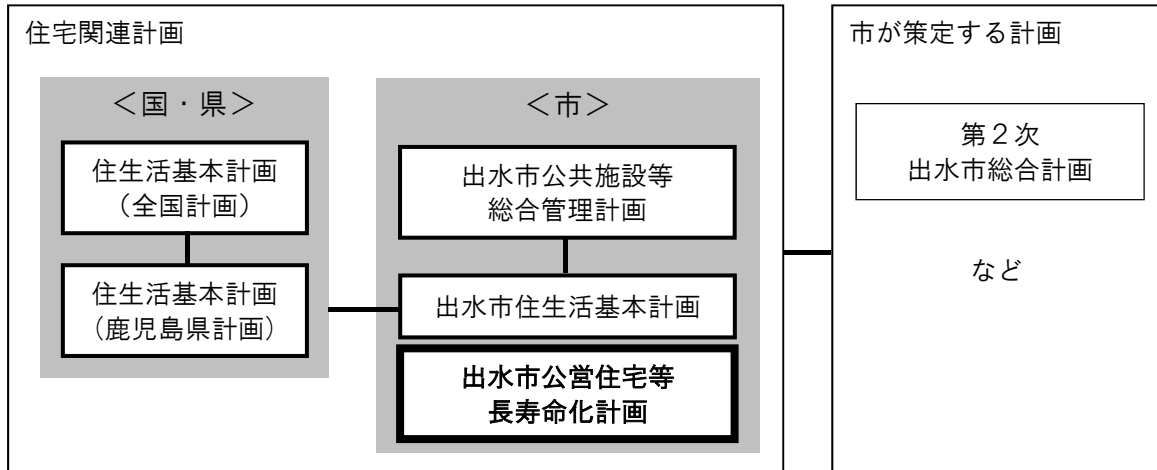 住宅関連計画
＜国・県＞
住生活基本計画
（全国計画）
住生活基本計画
（鹿児島県計画）
＜市＞
出水市公共施設等
総合管理計画
出水市住生活基本計画
出水市公営住宅等
長寿命化計画
市が策定する計画
第２次
出水市総合計画
など